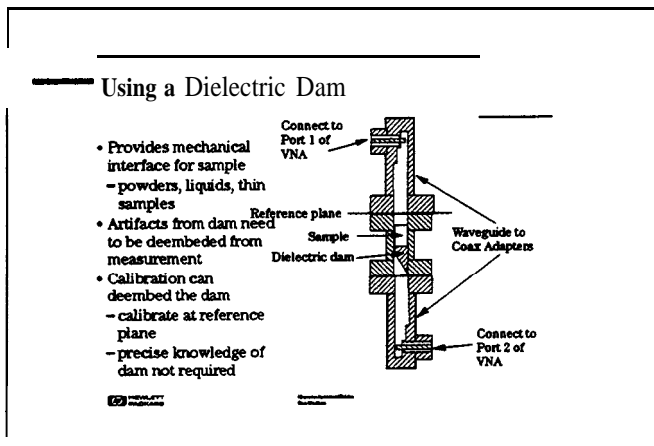 Using a Dielectric Dam
• Provides mechanical
interface for sample
– powders, liquids, thin
samples
• Artifacts from dam need
to be deembeded from
measurement
• Calibration can
deembed the dam
– calibrate at reference
plane
– precise knowledge of
dam not required
Connect to
Port 1 of
VNA
Reference plane
Sample
Dielectric dam
Waveguide to
Coax Adapters
Connect to
Port 2 of
VNA
hp HEWLETT
PACKARD